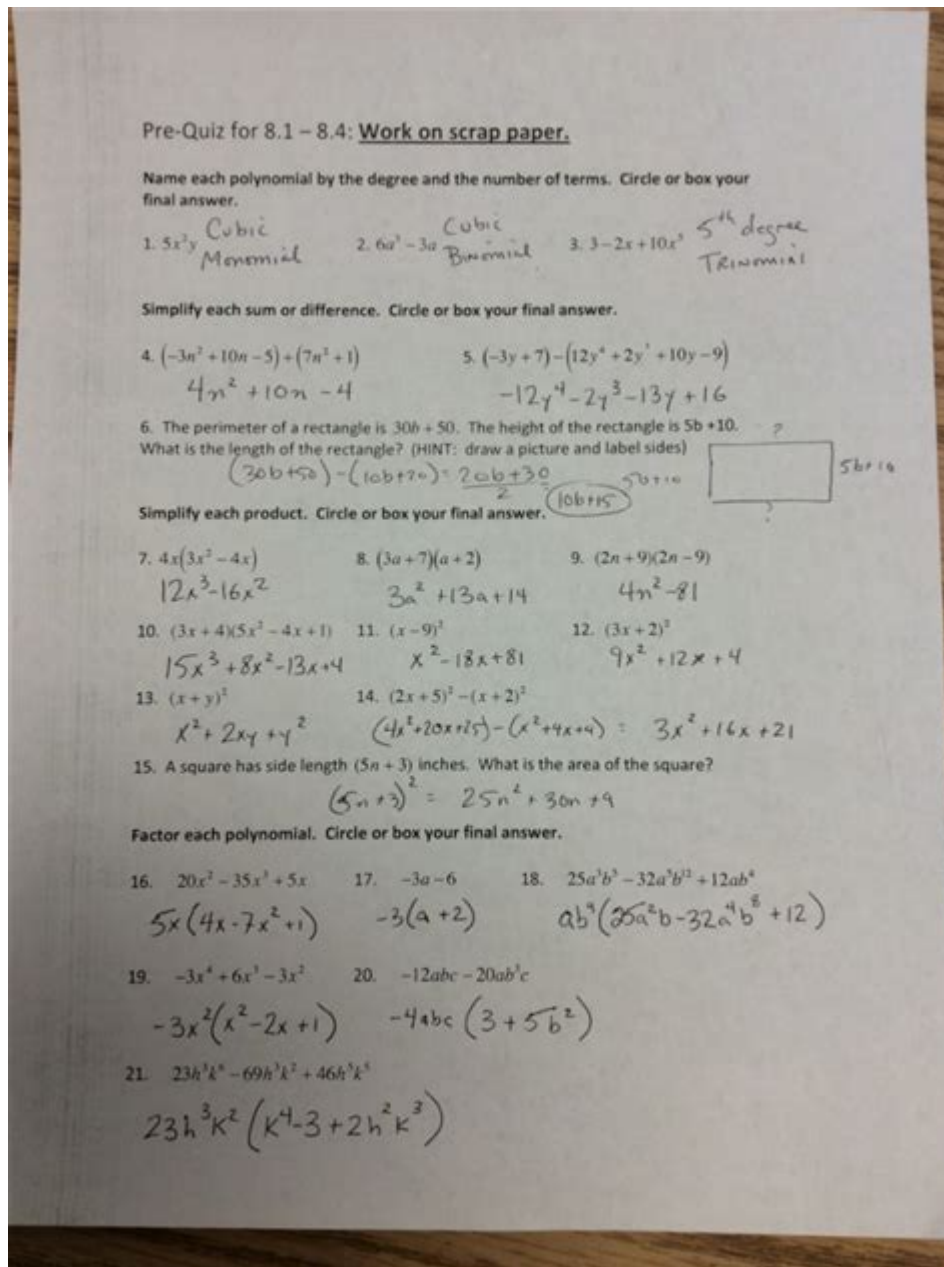 Pre-Quiz for 8.1 – 8.4: Work on scrap paper.
Name each polynomial by the degree and the number of terms. Circle or box your
final answer.
1. 5x²y Cubic Monomial 2. 6a³ – 3a Cubic Binomial 3. 3 – 2x + 10x⁵ 5th degree TRINOMIAL
Simplify each sum or difference. Circle or box your final answer.
4. (–3n² + 10n – 5) + (7n² + 1) 5. (–3y + 7) – (12y⁴ + 2y³ + 10y – 9)
4n² + 10n – 4 –12y⁴ – 2y³ – 13y + 16
6. The perimeter of a rectangle is 30b + 50. The height of the rectangle is 5b +10. ?
What is the length of the rectangle? (HINT: draw a picture and label sides)
(30b+50) – (10b+20) = 20b+30 5b+10 5b+10
2 10b+15 ?
Simplify each product. Circle or box your final answer.
7. 4x(3x² – 4x) 8. (3a + 7)(a + 2) 9. (2n + 9)(2n – 9)
12x³ – 16x² 3a² + 13a + 14 4n² – 81
10. (3x + 4)(5x² – 4x + 1) 11. (x – 9)² 12. (3x + 2)²
15x³ + 8x² – 13x + 4 x² – 18x + 81 9x² + 12x + 4
13. (x + y)² 14. (2x + 5)² – (x + 2)²
x² + 2xy + y² (4x² + 20x + 25) – (x² + 4x + 4) = 3x² + 16x + 21
15. A square has side length (5n + 3) inches. What is the area of the square?
(5n + 3)² = 25n² + 30n + 9
Factor each polynomial. Circle or box your final answer.
16. 20x² – 35x³ + 5x 17. –3a – 6 18. 25a³b⁵ – 32a⁵b¹² + 12ab⁴
5x(4x – 7x² + 1) –3(a + 2) ab⁴(25a²b – 32a⁴b⁸ + 12)
19. –3x⁴ + 6x³ – 3x² 20. –12abc – 20ab³c
–3x²(x² – 2x + 1) –4abc (3 + 5b²)
21. 23h³k⁶ – 69h³k² + 46h⁵k⁵
23h³k² (k⁴ – 3 + 2h²k³)